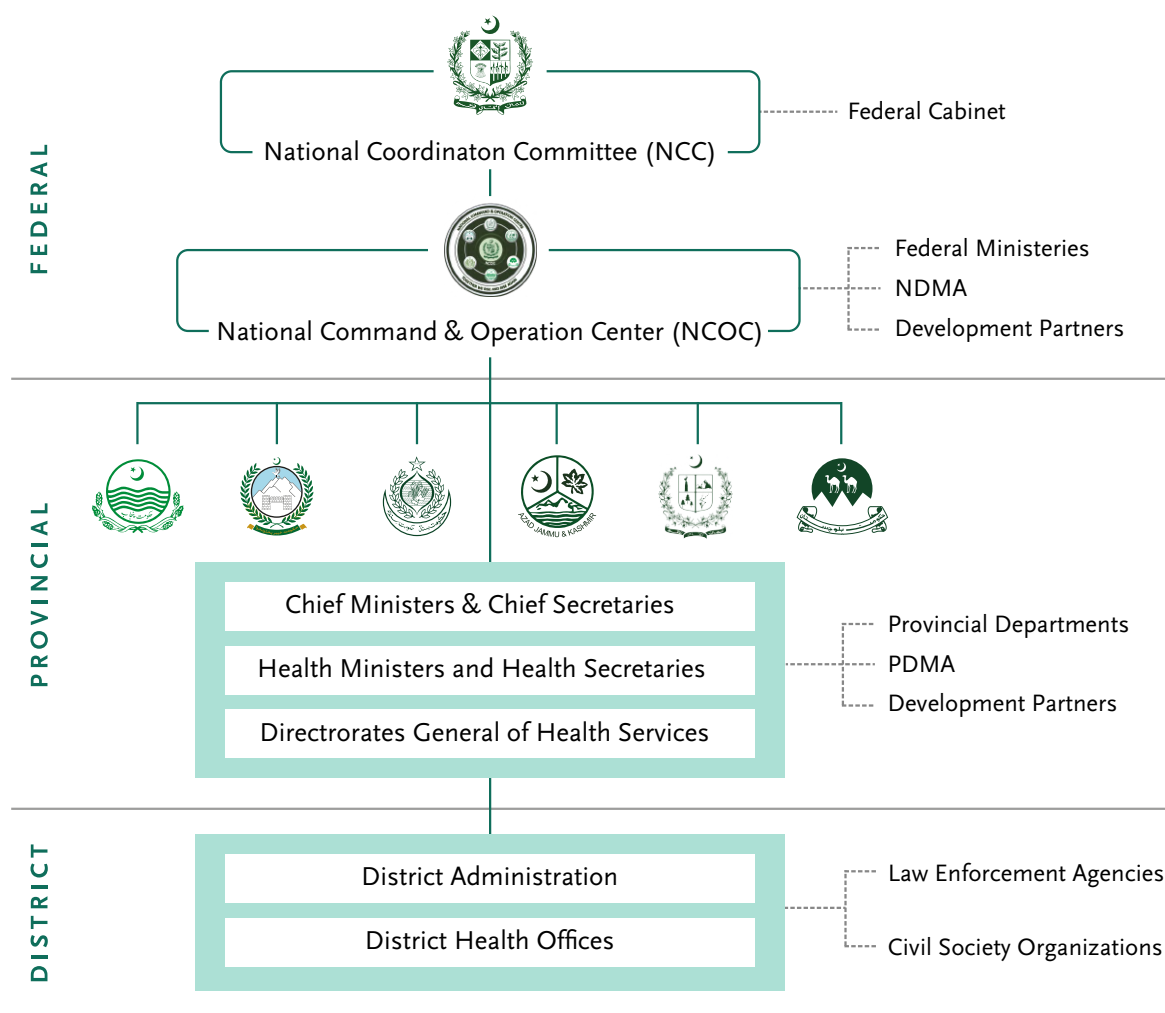 FEDERAL
National Coordinaton Committee (NCC)
Federal Cabinet
National Command & Operation Center (NCOC)
Federal Ministeries
NDMA
Development Partners
PROVINCIAL
AZAD JAMMU & KASHMIR
Chief Ministers & Chief Secretaries
Health Ministers and Health Secretaries
Directrorates General of Health Services
Provincial Departments
PDMA
Development Partners
DISTRICT
District Administration
District Health Offices
Law Enforcement Agencies
Civil Society Organizations